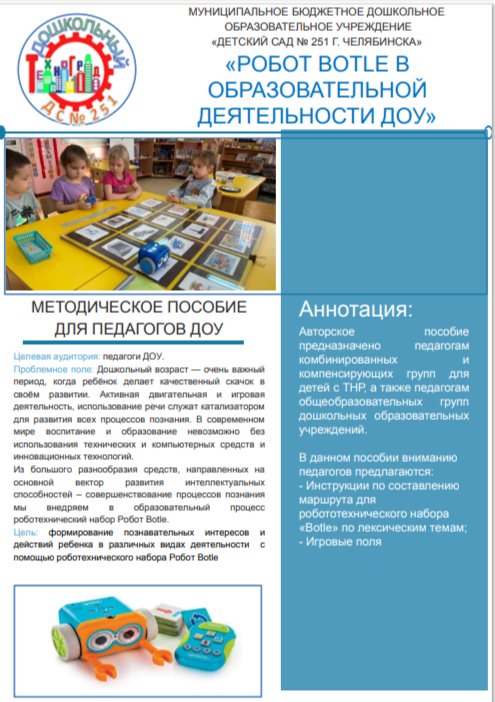 ДОШКОЛЬНЫЙ
ТЕХНОГРАД
ДС № 251
МУНИЦИПАЛЬНОЕ БЮДЖЕТНОЕ ДОШКОЛЬНОЕ
ОБРАЗОВАТЕЛЬНОЕ УЧРЕЖДЕНИЕ
«ДЕТСКИЙ САД № 251 Г. ЧЕЛЯБИНСКА»
«РОБОТ BOTLE В
ОБРАЗОВАТЕЛЬНОЙ
ДЕЯТЕЛЬНОСТИ ДОУ»
МЕТОДИЧЕСКОЕ ПОСОБИЕ
ДЛЯ ПЕДАГОГОВ ДОУ
Целевая аудитория: педагоги ДОУ.
Проблемное поле: Дошкольный возраст — очень важный
период, когда ребёнок делает качественный скачок в
своём развитии. Активная двигательная и игровая
деятельность, использование речи служат катализатором
для развития всех процессов познания. В современном
мире воспитание и образование невозможно без
использования технических и компьютерных средств и
инновационных технологий.
Из большого разнообразия средств, направленных на
основной вектор развития интеллектуальных
способностей – совершенствование процессов познания
мы внедряем в образовательный процесс
робототехнический набор Робот Botle.
Цель: формирование познавательных интересов и
действий ребенка в различных видах деятельности с
помощью роботехнического набора Робот Botle
Аннотация:
Авторское пособие
предназначено педагогам
комбинированных и
компенсирующих групп для
детей с ТНР, а также педагогам
общеобразовательных групп
дошкольных образовательных
учреждений.
В данном пособии вниманию
педагогов предлагаются:
- Инструкции по составлению
маршрута для
робототехнического набора
«Botle» по лексическим темам;
- Игровые поля